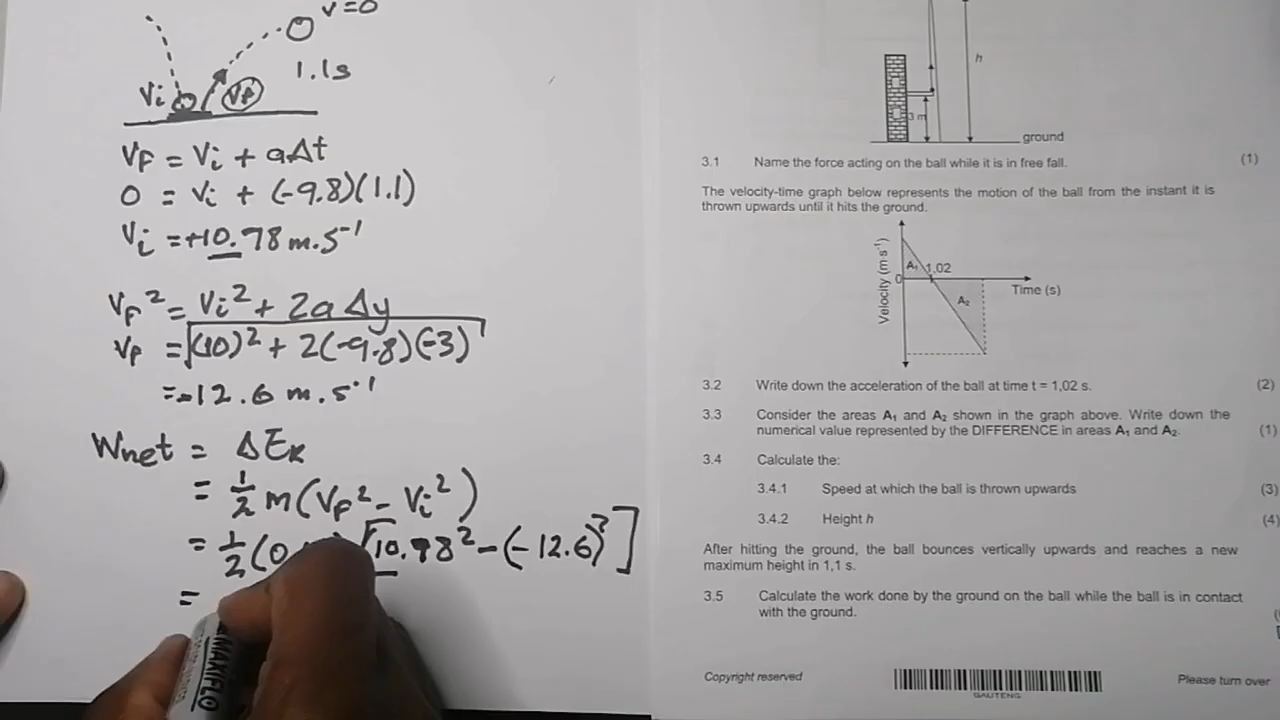 V=0
1.1s
Vi
Vf
Vf = Vi + aΔt
0 = Vi + (-9.8)(1.1)
Vi = +10.78 m.s⁻¹
Vf² = Vi² + 2aΔy
Vf = √(10)² + 2(-9.8)(-3)
= -12.6 m.s⁻¹
Wnet = ΔEk
= ½ m(Vf² - Vi²)
= ½ (0 [10.78² - (-12.6)²]
=
h
3 m
ground
3.1 Name the force acting on the ball while it is in free fall. (1)
The velocity-time graph below represents the motion of the ball from the instant it is
thrown upwards until it hits the ground.
Velocity (m·s⁻¹)
A₁
1,02
0
Time (s)
A₂
3.2 Write down the acceleration of the ball at time t = 1,02 s. (2)
3.3 Consider the areas A₁ and A₂ shown in the graph above. Write down the
numerical value represented by the DIFFERENCE in areas A₁ and A₂. (1)
3.4 Calculate the:
3.4.1 Speed at which the ball is thrown upwards (3)
3.4.2 Height h (4)
After hitting the ground, the ball bounces vertically upwards and reaches a new
maximum height in 1,1 s.
3.5 Calculate the work done by the ground on the ball while the ball is in contact
with the ground.
Copyright reserved
GAUTENG
Please turn over
MAXIFLO